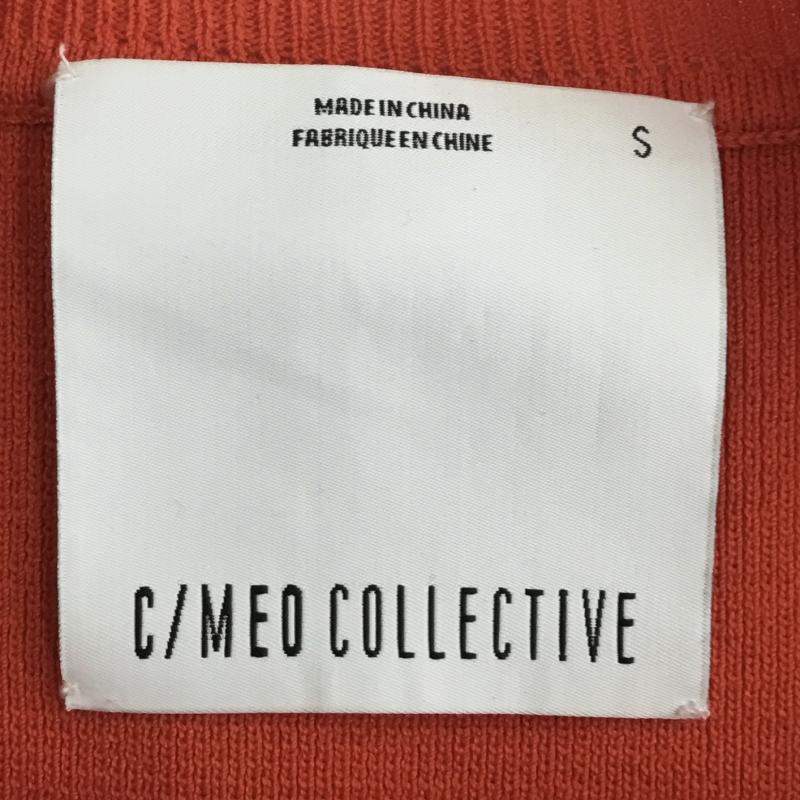 MADE IN CHINA
FABRIQUE EN CHINE
S
C/MEO COLLECTIVE